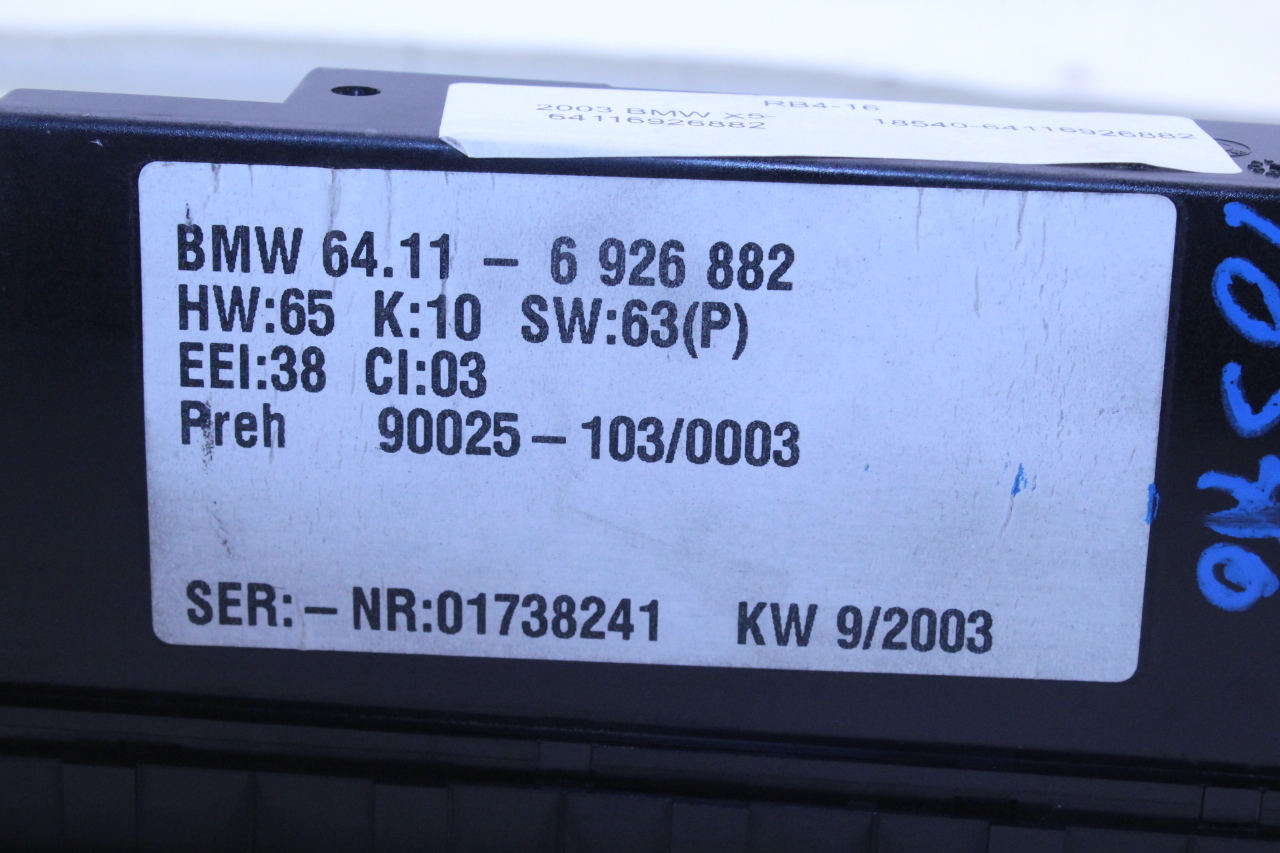 RB4-16
2003 BMW X5-
64116926882
18540-64116926882
BMW 64.11 – 6 926 882
HW:65 K:10 SW:63(P)
EEI:38 CI:03
Preh 90025 – 103/0003
SER: – NR:01738241 KW 9/2003